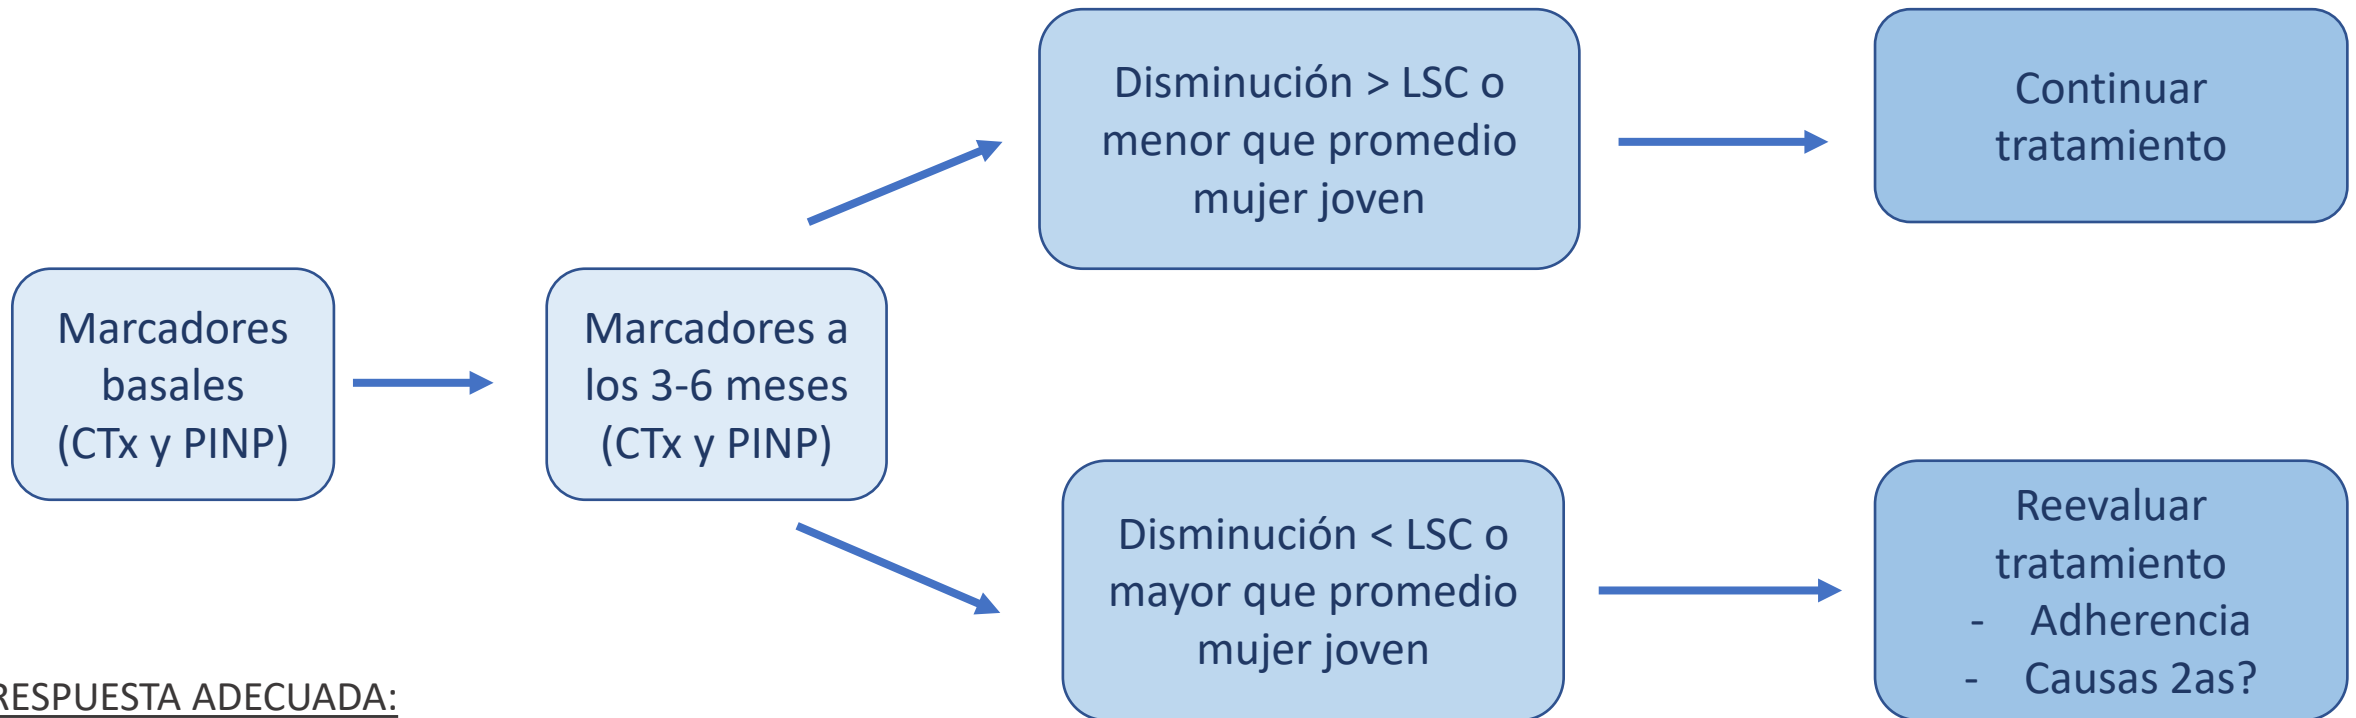 Marcadores
basales
(CTx y PINP)
Marcadores a
los 3-6 meses
(CTx y PINP)
Disminución > LSC o
menor que promedio
mujer joven
Continuar
tratamiento
Disminución < LSC o
mayor que promedio
mujer joven
Reevaluar
tratamiento
- Adherencia
- Causas 2as?
RESPUESTA ADECUADA: